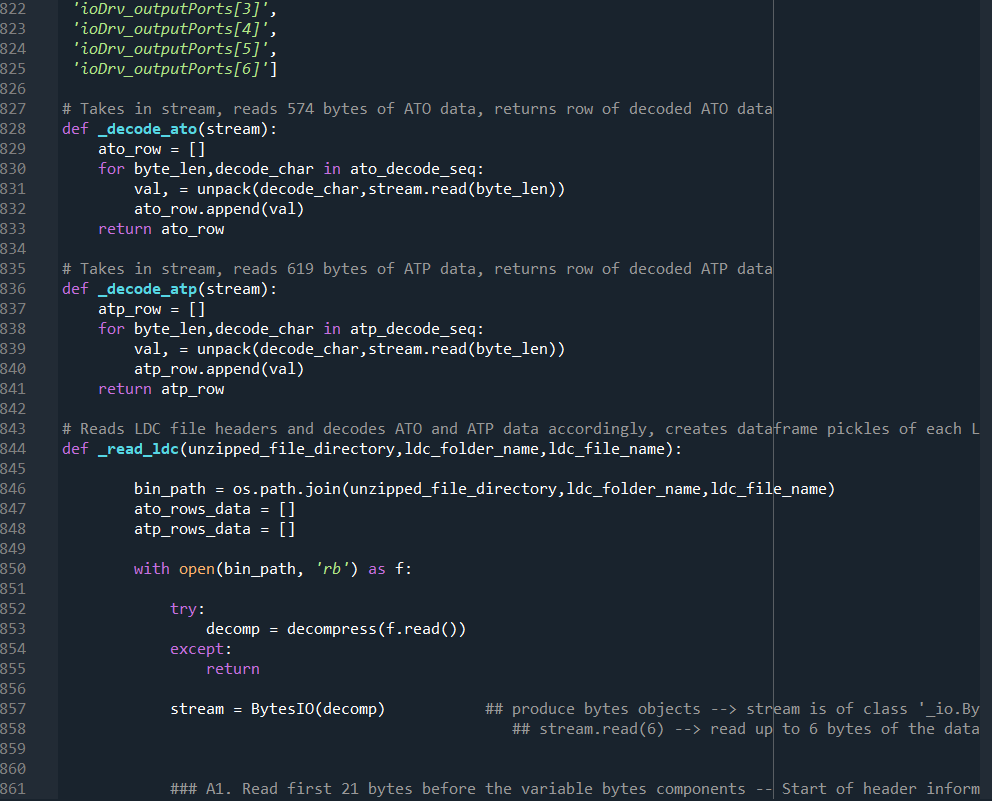 822 'ioDrv_outputPorts[3]',
823 'ioDrv_outputPorts[4]',
824 'ioDrv_outputPorts[5]',
825 'ioDrv_outputPorts[6]']
826
827 # Takes in stream, reads 574 bytes of ATO data, returns row of decoded ATO data
828 def _decode_ato(stream):
829     ato_row = []
830     for byte_len,decode_char in ato_decode_seq:
831         val, = unpack(decode_char,stream.read(byte_len))
832         ato_row.append(val)
833     return ato_row
834
835 # Takes in stream, reads 619 bytes of ATP data, returns row of decoded ATP data
836 def _decode_atp(stream):
837     atp_row = []
838     for byte_len,decode_char in atp_decode_seq:
839         val, = unpack(decode_char,stream.read(byte_len))
840         atp_row.append(val)
841     return atp_row
842
843 # Reads LDC file headers and decodes ATO and ATP data accordingly, creates dataframe pickles of each L
844 def _read_ldc(unzipped_file_directory,ldc_folder_name,ldc_file_name):
845
846         bin_path = os.path.join(unzipped_file_directory,ldc_folder_name,ldc_file_name)
847         ato_rows_data = []
848         atp_rows_data = []
849
850         with open(bin_path, 'rb') as f:
851
852             try:
853                 decomp = decompress(f.read())
854             except:
855                 return
856
857             stream = BytesIO(decomp)           ## produce bytes objects --> stream is of class '_io.By
858                                                   ## stream.read(6) --> read up to 6 bytes of the data
859
860
861             ### A1. Read first 21 bytes before the variable bytes components -- Start of header inform